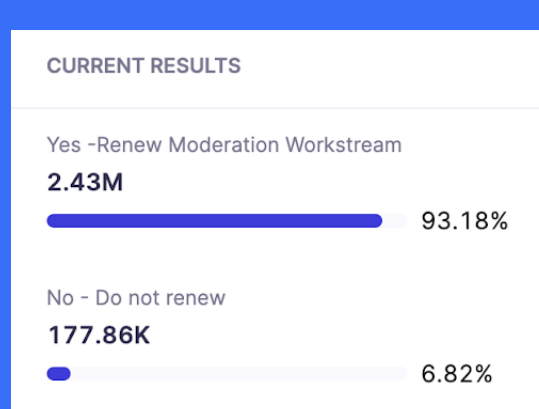 CURRENT RESULTS
Yes -Renew Moderation Workstream
2.43M
93.18%
No - Do not renew
177.86K
6.82%